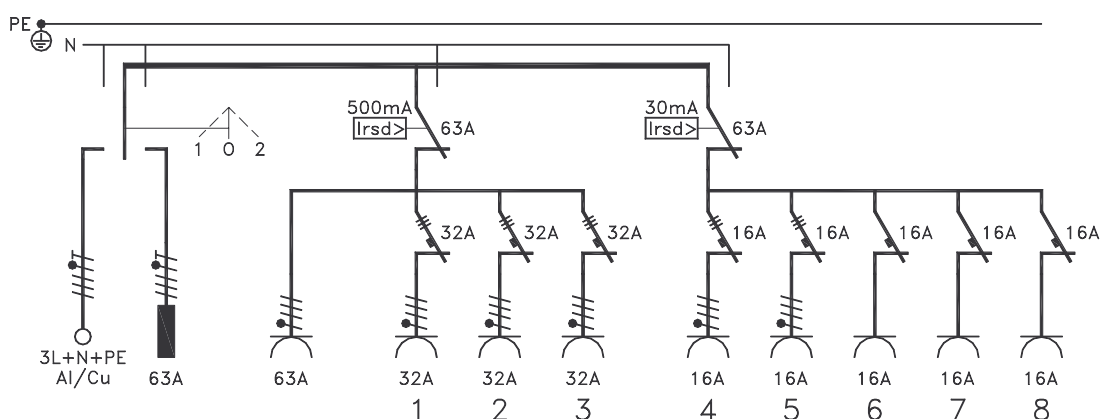 PE
N
500mA
Irsd>
63A
30mA
Irsd>
63A
1 0 2
32A 32A 32A 16A 16A 16A 16A 16A
3L+N+PE
Al/Cu
63A 63A 32A 32A 32A 16A 16A 16A 16A 16A
1 2 3 4 5 6 7 8